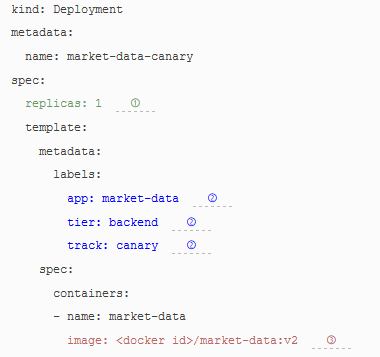 kind: Deployment
metadata:
  name: market-data-canary
spec:
  replicas: 1 ①
  template:
    metadata:
      labels:
        app: market-data ②
        tier: backend ②
        track: canary ②
    spec:
      containers:
      - name: market-data
        image: <docker id>/market-data:v2 ③